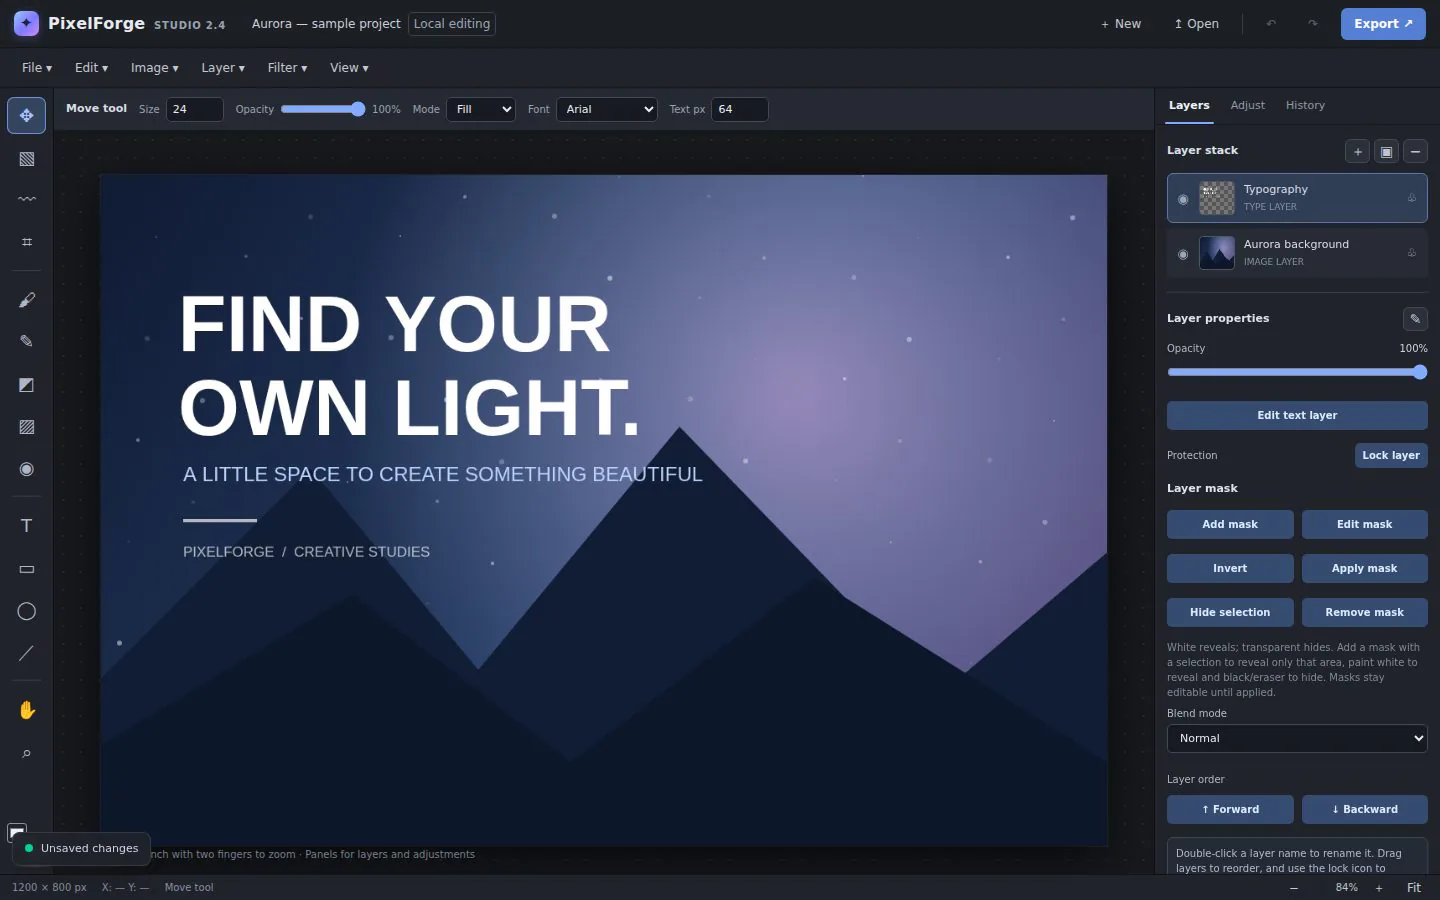 PixelForge STUDIO 2.4 Aurora — sample project Local editing + New ↥ Open Export ↗
File ▾ Edit ▾ Image ▾ Layer ▾ Filter ▾ View ▾
Move tool Size 24 Opacity 100% Mode Fill Font Arial Text px 64
FIND YOUR
OWN LIGHT.
A LITTLE SPACE TO CREATE SOMETHING BEAUTIFUL
PIXELFORGE / CREATIVE STUDIES
T
Layers Adjust History
Layer stack
Typography
TYPE LAYER
Aurora background
IMAGE LAYER
Layer properties
Opacity 100%
Edit text layer
Protection Lock layer
Layer mask
Add mask Edit mask
Invert Apply mask
Hide selection Remove mask
White reveals; transparent hides. Add a mask with
a selection to reveal only that area, paint white to
reveal and black/eraser to hide. Masks stay
editable until applied.
Blend mode
Normal
Layer order
↑ Forward ↓ Backward
Double-click a layer name to rename it. Drag
layers to reorder, and use the lock icon to
Unsaved changes
with two fingers to zoom · Panels for layers and adjustments
1200 × 800 px X: — Y: — Move tool − 84% + Fit